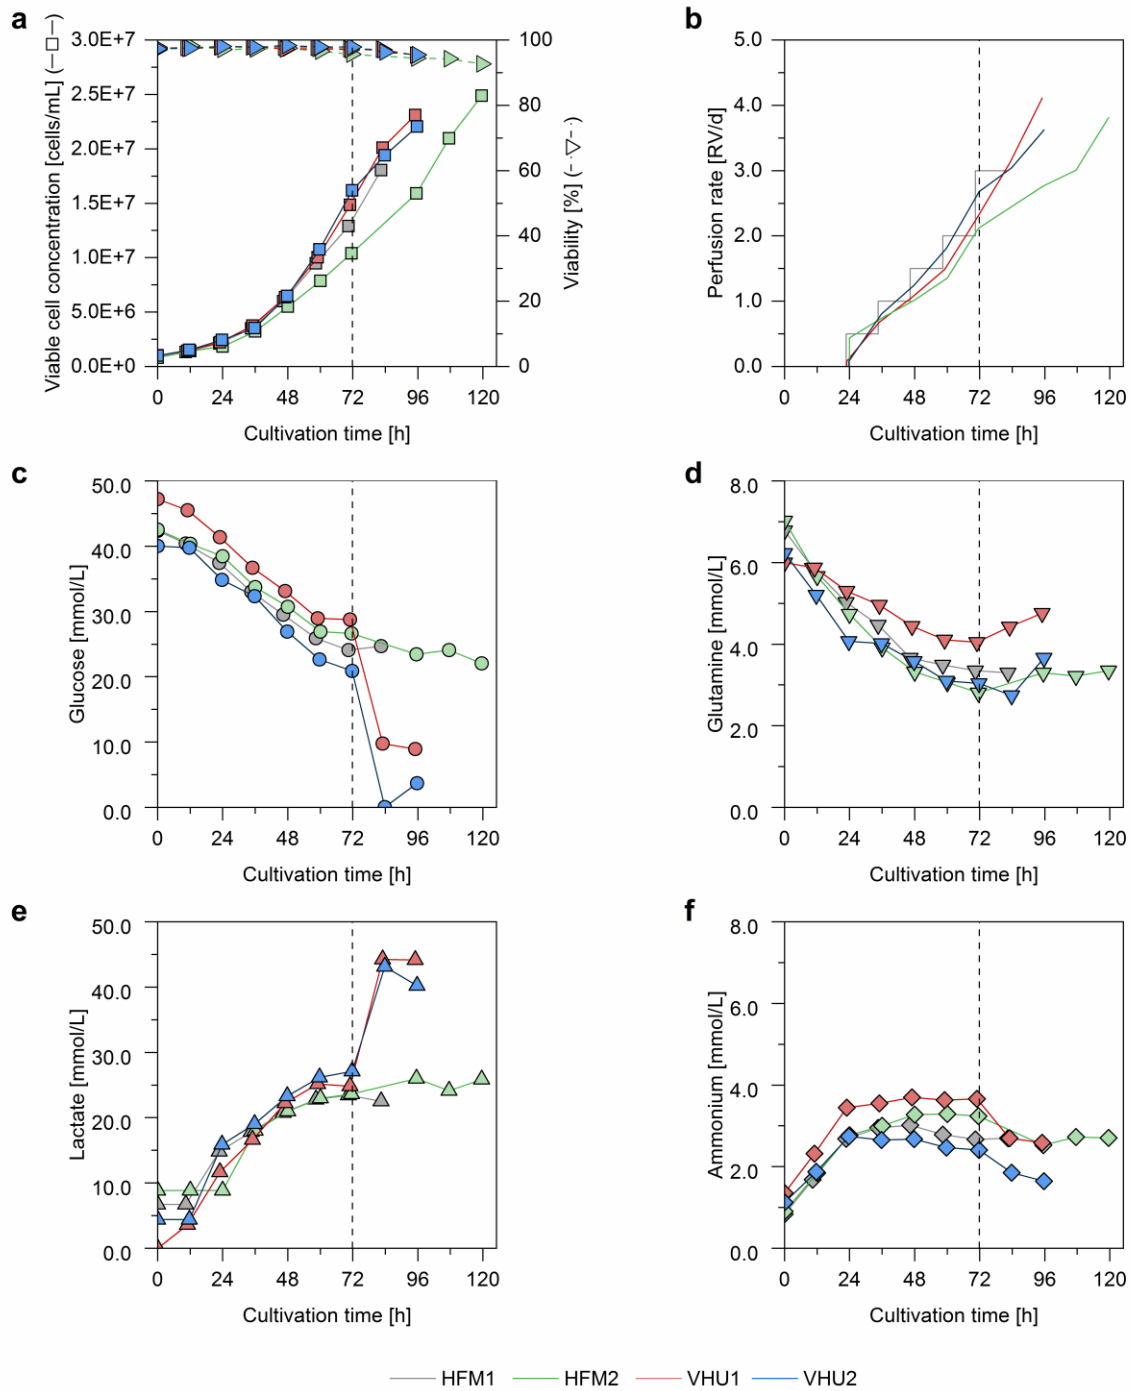 a
Viable cell concentration [cells/mL] (–□–)
3.0E+7
2.5E+7
2.0E+7
1.5E+7
1.0E+7
5.0E+6
0.0E+0
100
80
60
40
20
0
Viability [%] (-·▽-·)
0 24 48 72 96 120
Cultivation time [h]
b
Perfusion rate [RV/d]
5.0
4.0
3.0
2.0
1.0
0.0
0 24 48 72 96 120
Cultivation time [h]
c
Glucose [mmol/L]
50.0
40.0
30.0
20.0
10.0
0.0
0 24 48 72 96 120
Cultivation time [h]
d
Glutamine [mmol/L]
8.0
6.0
4.0
2.0
0.0
0 24 48 72 96 120
Cultivation time [h]
e
Lactate [mmol/L]
50.0
40.0
30.0
20.0
10.0
0.0
0 24 48 72 96 120
Cultivation time [h]
f
Ammonium [mmol/L]
8.0
6.0
4.0
2.0
0.0
0 24 48 72 96 120
Cultivation time [h]
HFM1 HFM2 VHU1 VHU2